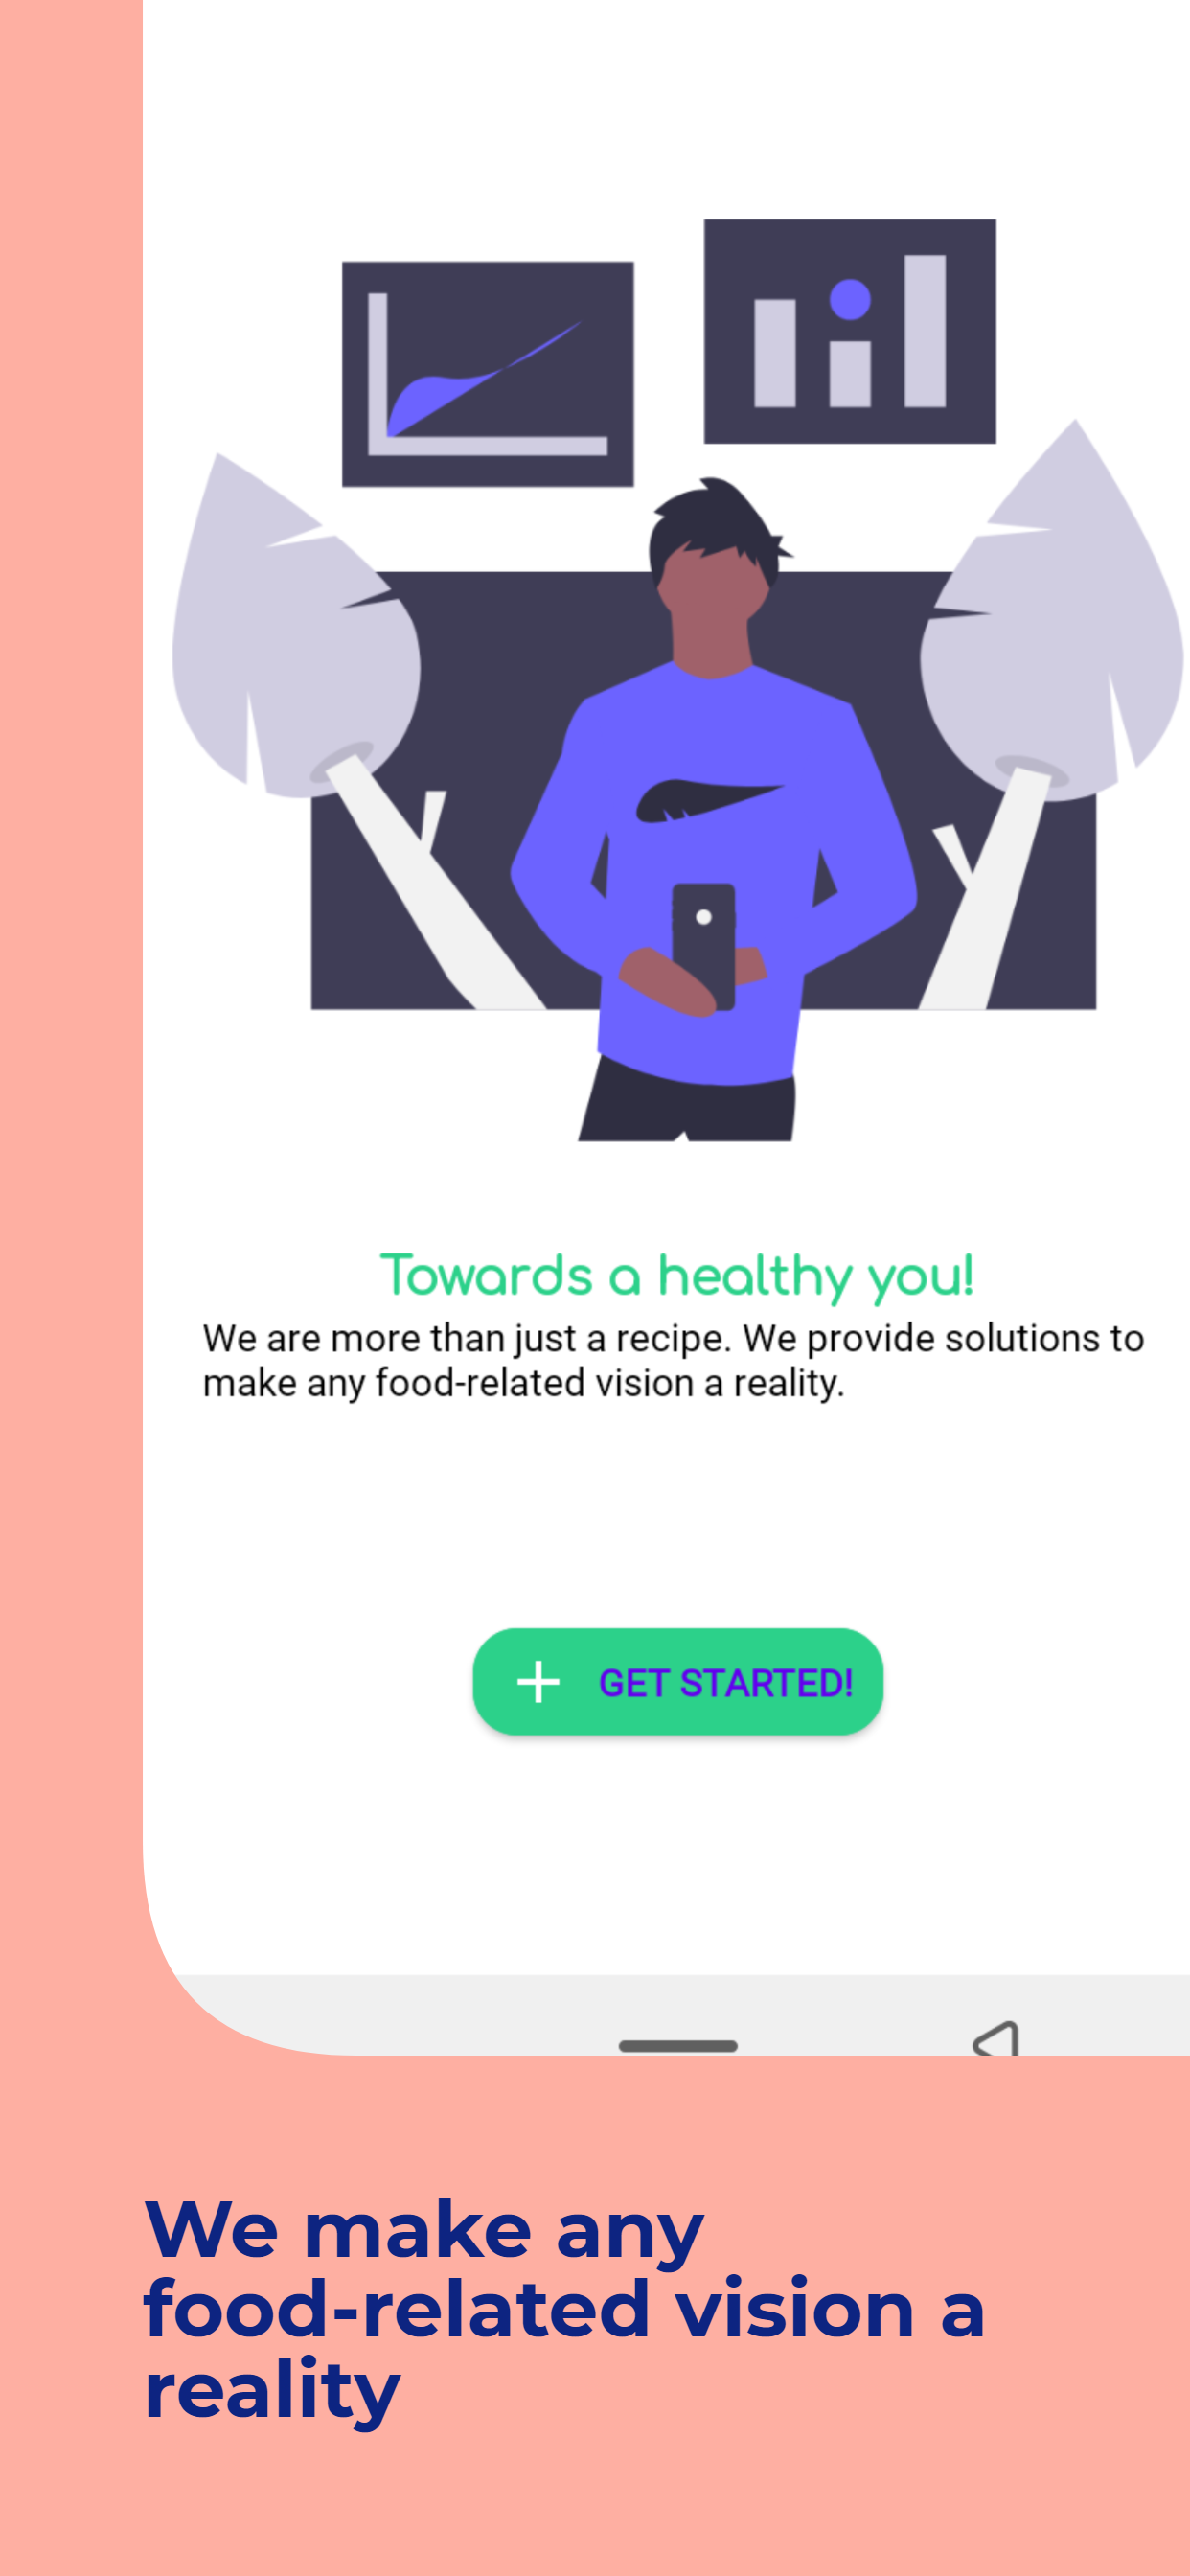 Towards a healthy you!
We are more than just a recipe. We provide solutions to
make any food-related vision a reality.
GET STARTED!
We make any
food-related vision a
reality